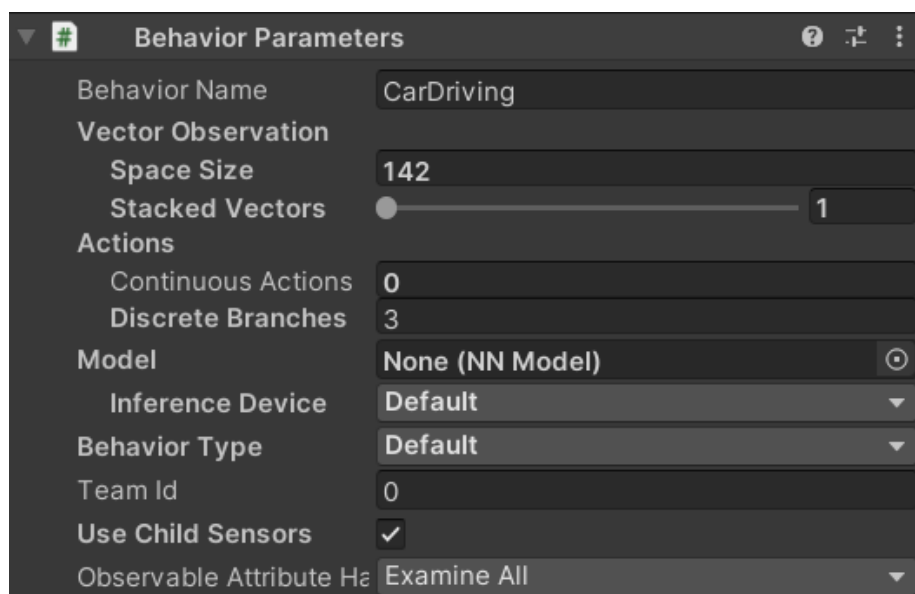 # Behavior Parameters
Behavior Name CarDriving
Vector Observation
Space Size 142
Stacked Vectors 1
Actions
Continuous Actions 0
Discrete Branches 3
Model None (NN Model)
Inference Device Default
Behavior Type Default
Team Id 0
Use Child Sensors
Observable Attribute Ha Examine All